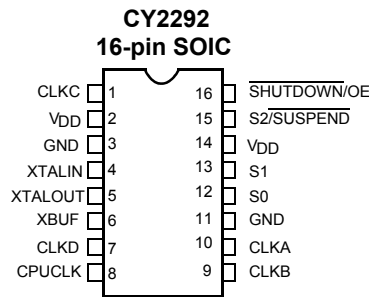 CY2292
16-pin SOIC
CLKC 1 16 SHUTDOWN/OE
VDD 2 15 S2/SUSPEND
GND 3 14 VDD
XTALIN 4 13 S1
XTALOUT 5 12 S0
XBUF 6 11 GND
CLKD 7 10 CLKA
CPUCLK 8 9 CLKB